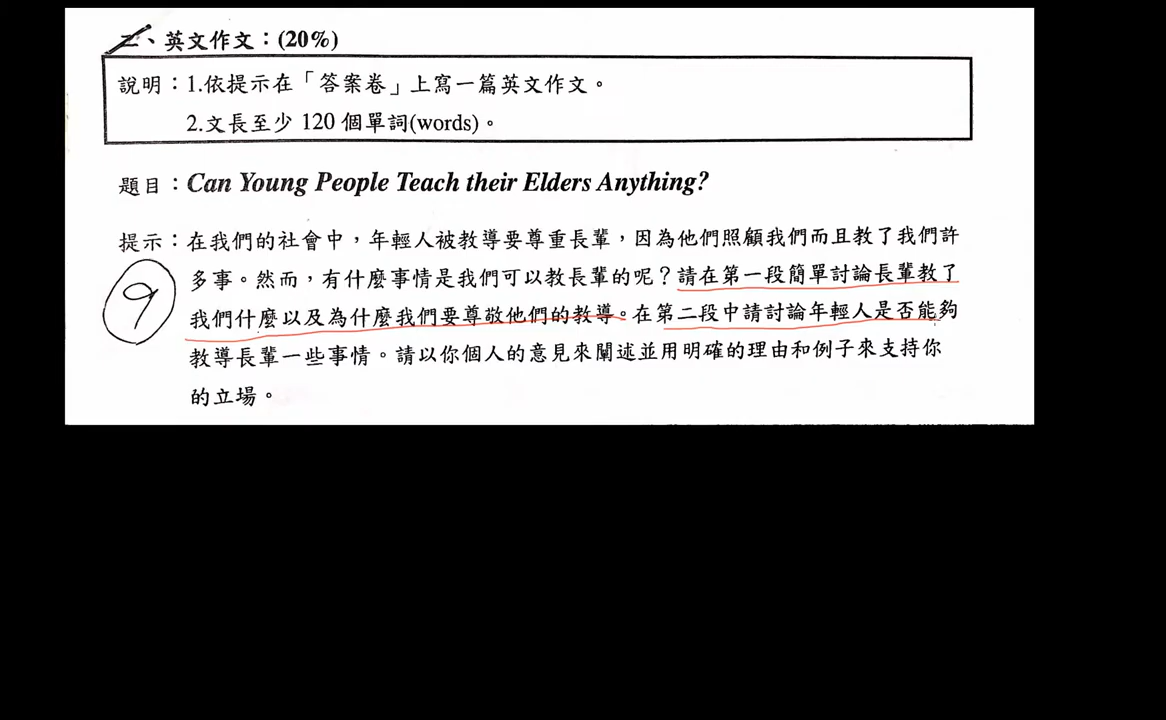 二、英文作文：(20%)
說明：1.依提示在「答案卷」上寫一篇英文作文。
2.文長至少 120 個單詞(words)。
題目：Can Young People Teach their Elders Anything?
提示：在我們的社會中，年輕人被教導要尊重長輩，因為他們照顧我們而且教了我們許
多事。然而，有什麼事情是我們可以教長輩的呢？請在第一段簡單討論長輩教了
9
我們什麼以及為什麼我們要尊敬他們的教導。在第二段中請討論年輕人是否能夠
教導長輩一些事情。請以你個人的意見來闡述並用明確的理由和例子來支持你
的立場。